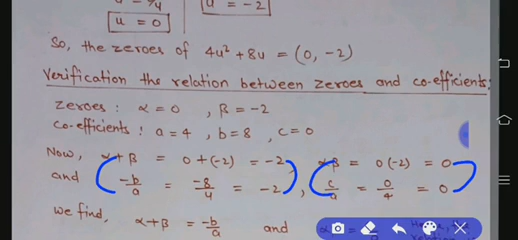 u = 0
u = -2
So, the zeroes of 4u² + 8u = (0, -2)
Verification the relation between zeroes and co-efficients:
zeroes : α = 0 , β = -2
Co-efficients : a = 4 , b = 8 , c = 0
Now, α+β = 0+(-2) = -2 αβ = 0(-2) = 0
and -b/a = -8/4 = -2 , c/a = 0/4 = 0
we find, α+β = -b/a and